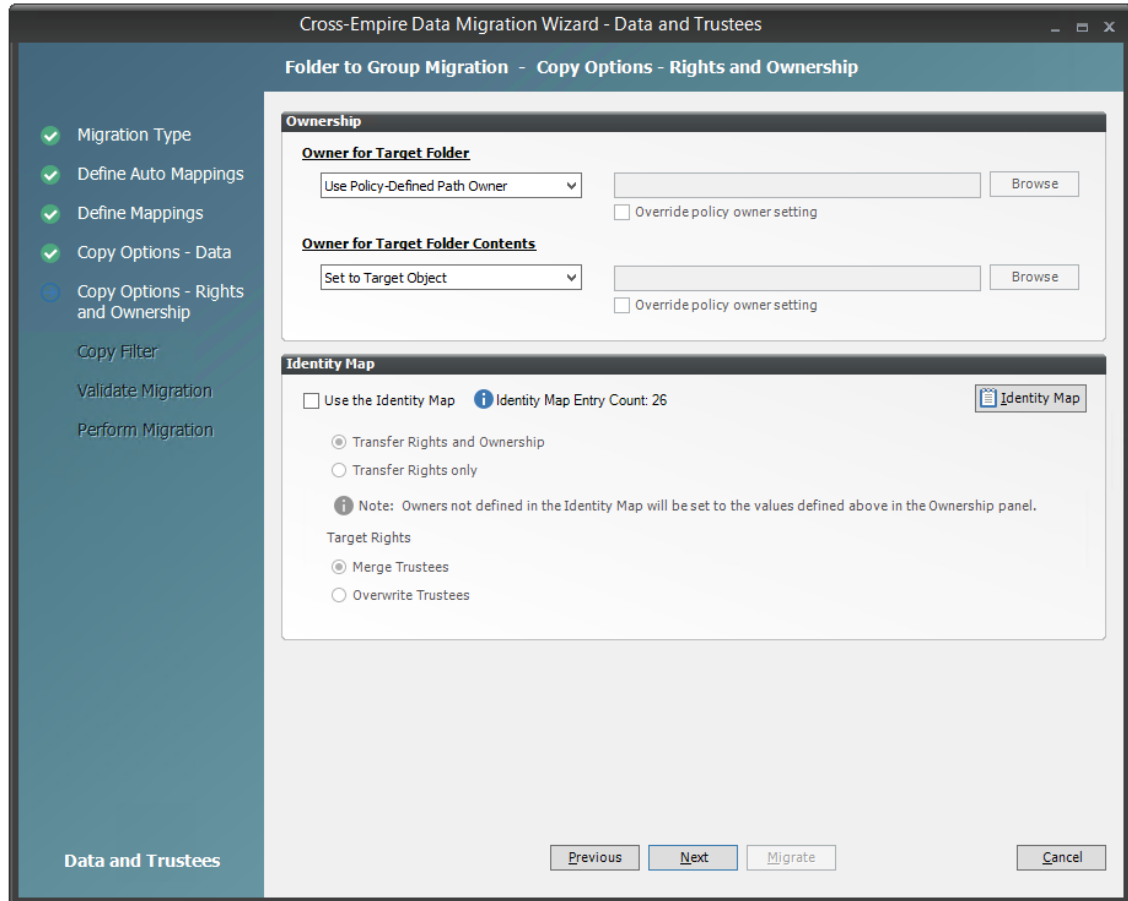 Cross-Empire Data Migration Wizard - Data and Trustees
Folder to Group Migration - Copy Options - Rights and Ownership
Migration Type
Define Auto Mappings
Define Mappings
Copy Options - Data
Copy Options - Rights
and Ownership
Copy Filter
Validate Migration
Perform Migration
Data and Trustees
Ownership
Owner for Target Folder
Use Policy-Defined Path Owner
Browse
Override policy owner setting
Owner for Target Folder Contents
Set to Target Object
Browse
Override policy owner setting
Identity Map
Use the Identity Map
Identity Map Entry Count: 26
Identity Map
Transfer Rights and Ownership
Transfer Rights only
Note: Owners not defined in the Identity Map will be set to the values defined above in the Ownership panel.
Target Rights
Merge Trustees
Overwrite Trustees
Previous
Next
Migrate
Cancel